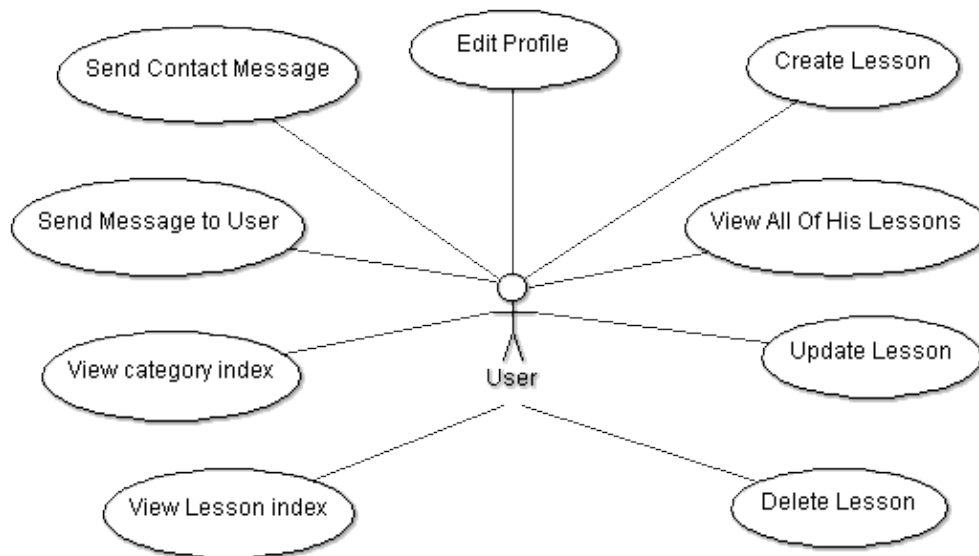 Edit Profile
Send Contact Message
Create Lesson
Send Message to User
View All Of His Lessons
View category index
Update Lesson
User
View Lesson index
Delete Lesson